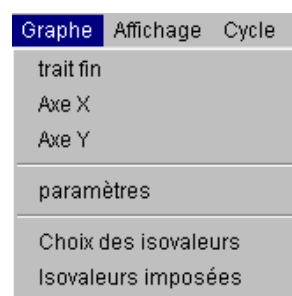 Graphe Affichage Cycle
trait fin
Axe X
Axe Y
paramètres
Choix des isovaleurs
Isovaleurs imposées